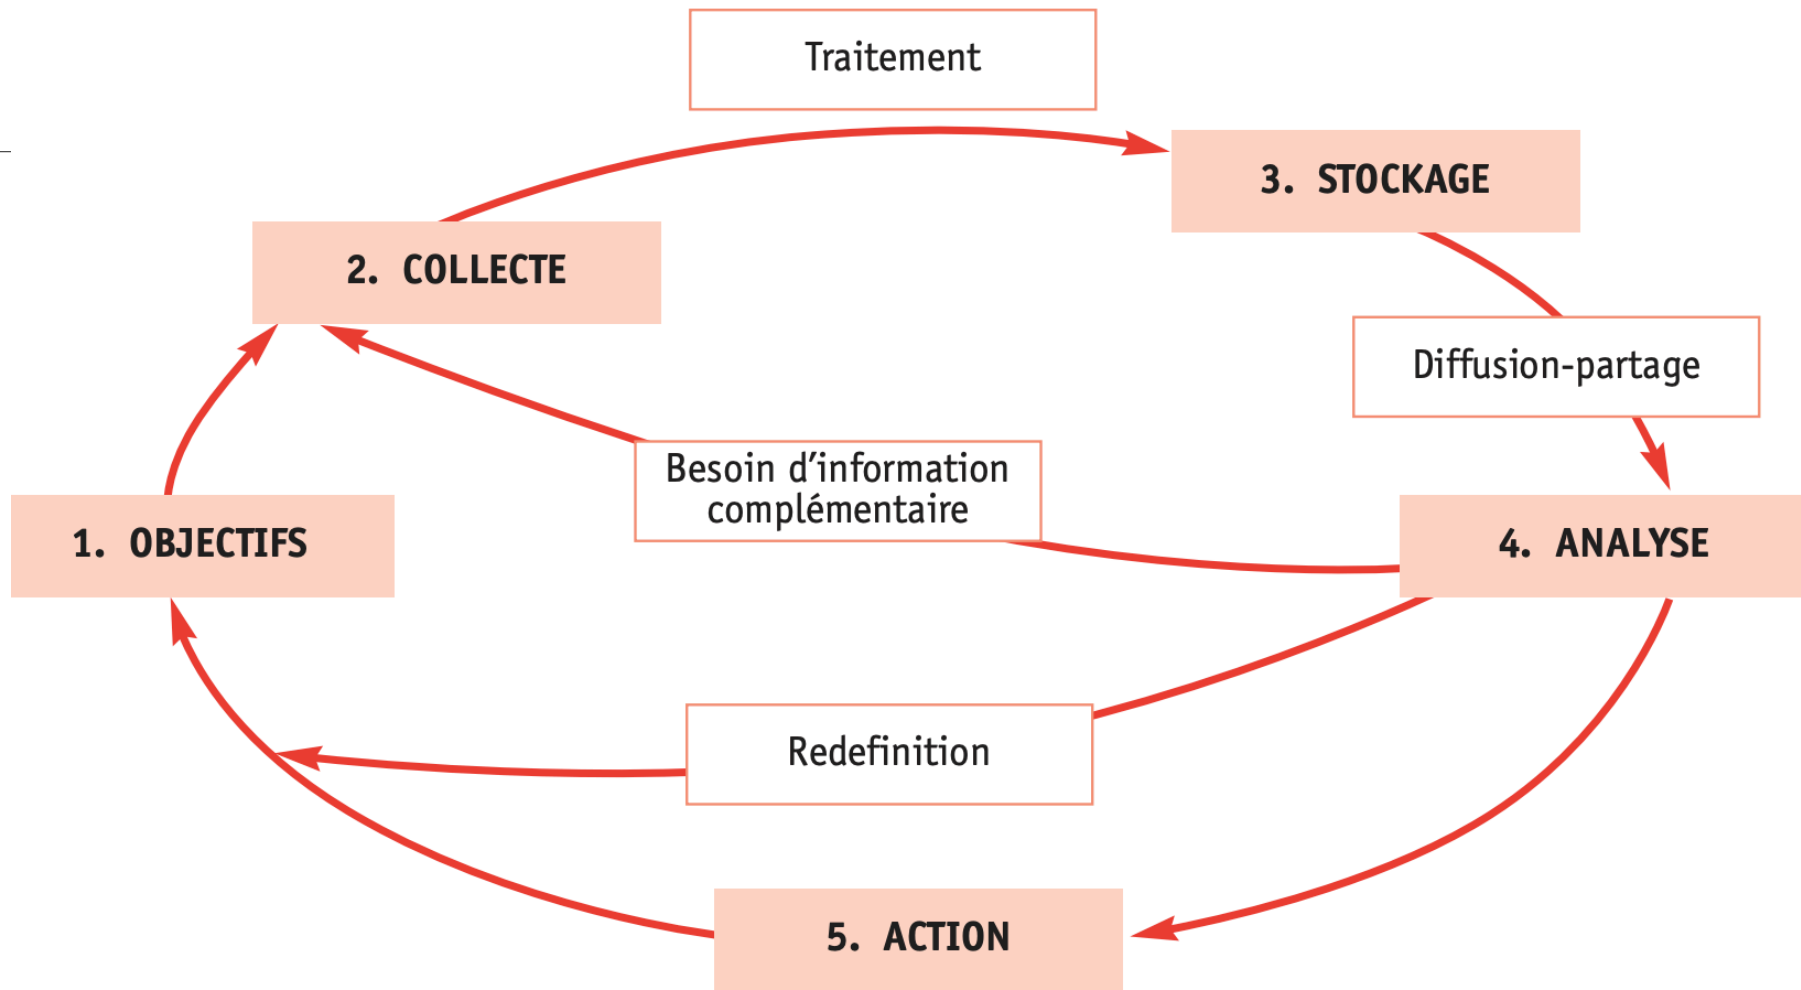 Traitement
3. STOCKAGE
2. COLLECTE
Diffusion-partage
Besoin d’information
complémentaire
1. OBJECTIFS
4. ANALYSE
Redefinition
5. ACTION